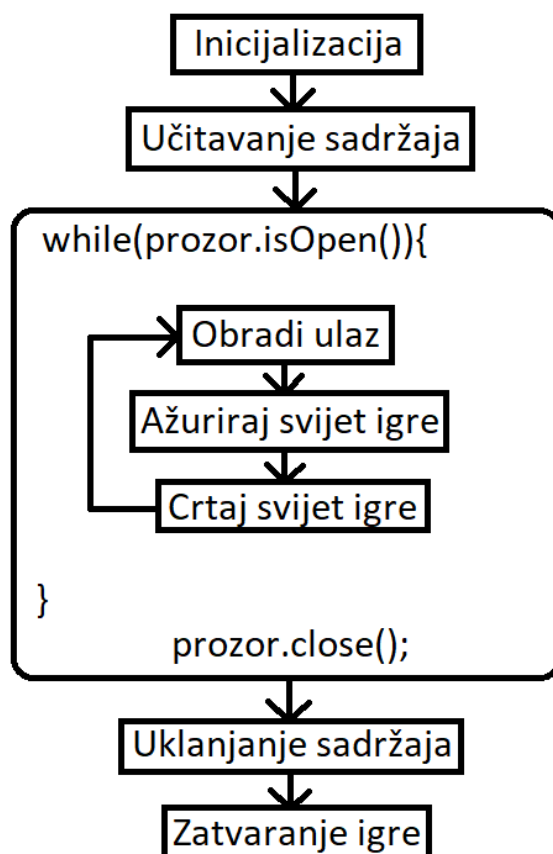 Inicijalizacija
Učitavanje sadržaja
while(prozor.isOpen()){
Obradi ulaz
Ažuriraj svijet igre
Crtaj svijet igre
}
prozor.close();
Uklanjanje sadržaja
Zatvaranje igre